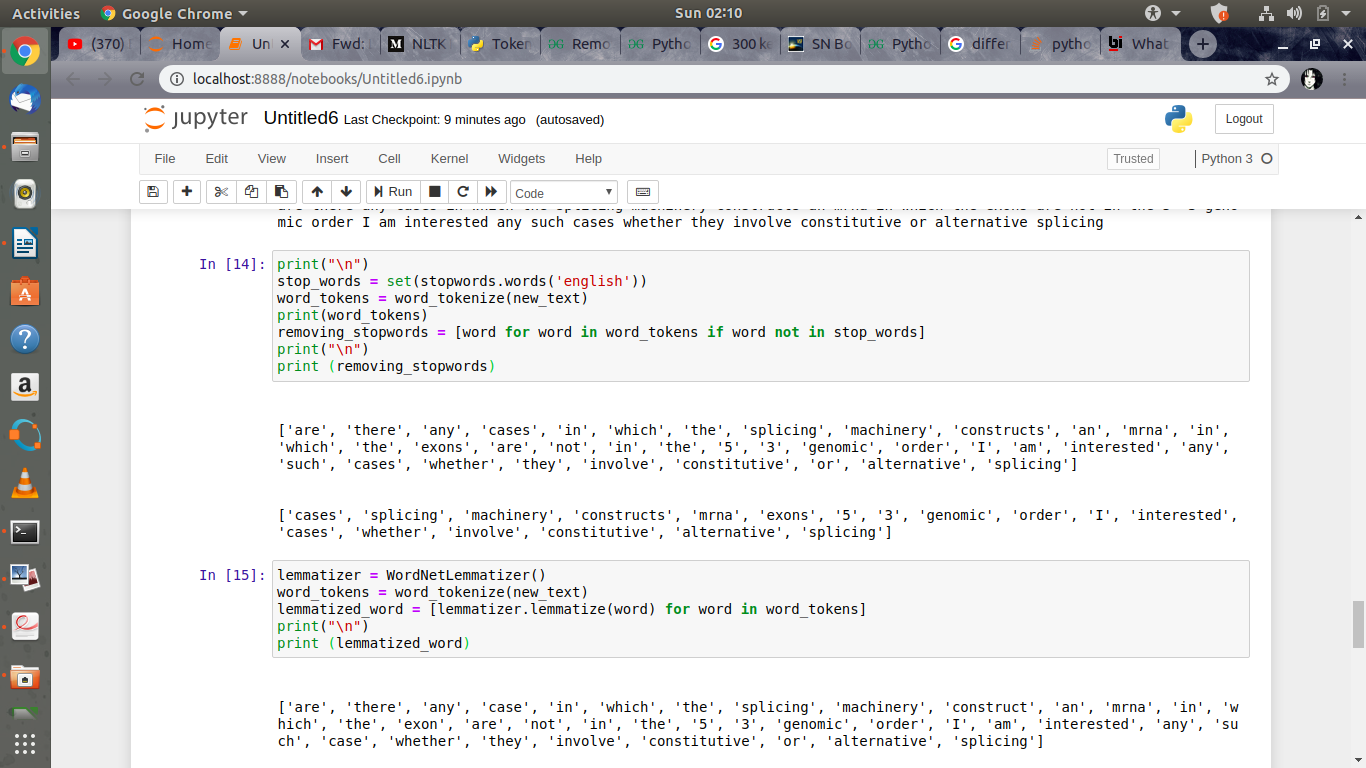 Activities Google Chrome Sun 02:10
(370) Home Un Fwd: NLTK Toker Remo Pytho 300 ke SN Bo Pytho differ pytho What
localhost:8888/notebooks/Untitled6.ipynb
jupyter Untitled6 Last Checkpoint: 9 minutes ago (autosaved) Logout
File Edit View Insert Cell Kernel Widgets Help Trusted Python 3
Run Code
mic order I am interested any such cases whether they involve constitutive or alternative splicing
In [14]: print("\n")
stop_words = set(stopwords.words('english'))
word_tokens = word_tokenize(new_text)
print(word_tokens)
removing_stopwords = [word for word in word_tokens if word not in stop_words]
print("\n")
print (removing_stopwords)
['are', 'there', 'any', 'cases', 'in', 'which', 'the', 'splicing', 'machinery', 'constructs', 'an', 'mrna', 'in',
'which', 'the', 'exons', 'are', 'not', 'in', 'the', '5', '3', 'genomic', 'order', 'I', 'am', 'interested', 'any',
'such', 'cases', 'whether', 'they', 'involve', 'constitutive', 'or', 'alternative', 'splicing']
['cases', 'splicing', 'machinery', 'constructs', 'mrna', 'exons', '5', '3', 'genomic', 'order', 'I', 'interested',
'cases', 'whether', 'involve', 'constitutive', 'alternative', 'splicing']
In [15]: lemmatizer = WordNetLemmatizer()
word_tokens = word_tokenize(new_text)
lemmatized_word = [lemmatizer.lemmatize(word) for word in word_tokens]
print("\n")
print (lemmatized_word)
['are', 'there', 'any', 'case', 'in', 'which', 'the', 'splicing', 'machinery', 'construct', 'an', 'mrna', 'in', 'w
hich', 'the', 'exon', 'are', 'not', 'in', 'the', '5', '3', 'genomic', 'order', 'I', 'am', 'interested', 'any', 'su
ch', 'case', 'whether', 'they', 'involve', 'constitutive', 'or', 'alternative', 'splicing']